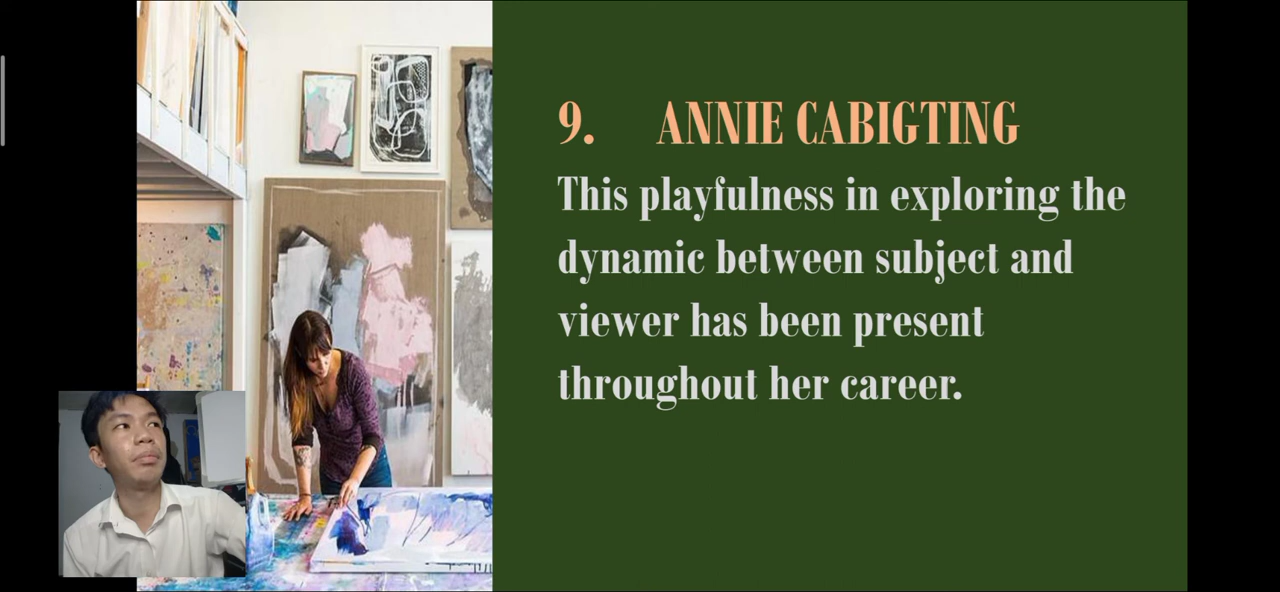 9. ANNIE CABIGTING
This playfulness in exploring the
dynamic between subject and
viewer has been present
throughout her career.